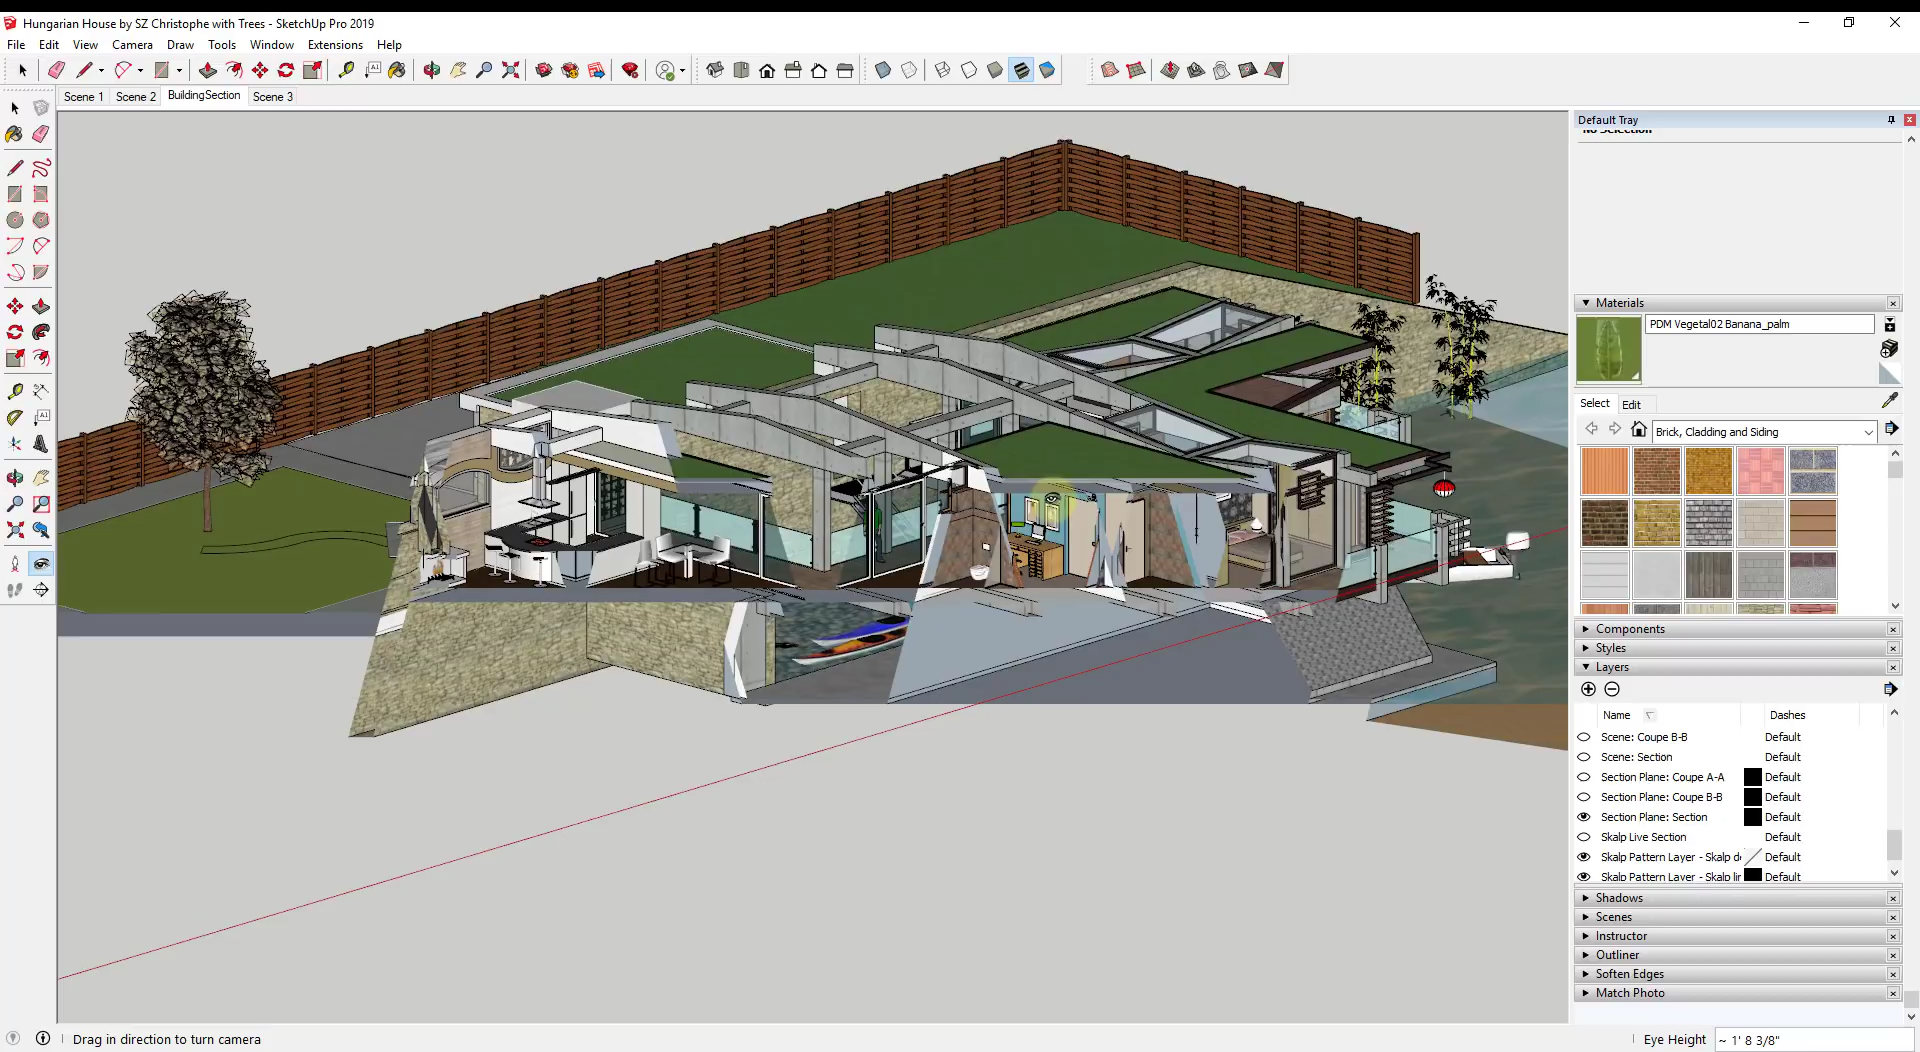 Hungarian House by SZ Christophe with Trees - SketchUp Pro 2019
File Edit View Camera Draw Tools Window Extensions Help
Scene 1 Scene 2 BuildingSection Scene 3
Default Tray
No Selection
Materials
PDM Vegetal02 Banana_palm
Select Edit
Brick, Cladding and Siding
Components
Styles
Layers
Name Dashes
Scene: Coupe B-B Default
Scene: Section Default
Section Plane: Coupe A-A Default
Section Plane: Coupe B-B Default
Section Plane: Section Default
Skalp Live Section Default
Skalp Pattern Layer - Skalp d Default
Skalp Pattern Layer - Skalp lir Default
Shadows
Scenes
Instructor
Outliner
Soften Edges
Match Photo
Drag in direction to turn camera
Eye Height ~ 1' 8 3/8"